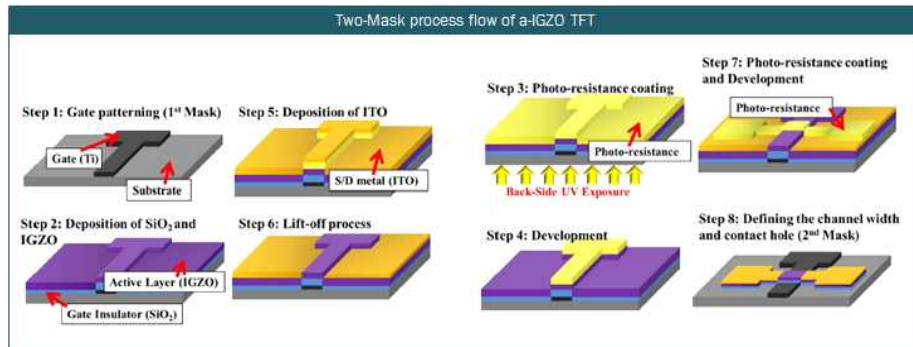 Two-Mask process flow of a-IGZO TFT
Step 1: Gate patterning (1st Mask)
Gate (Ti)
Substrate
Step 2: Deposition of SiO2 and
IGZO
Active Layer (IGZO)
Gate Insulator (SiO2)
Step 5: Deposition of ITO
S/D metal (ITO)
Step 6: Lift-off process
Step 3: Photo-resistance coating
Photo-resistance
Back-Side UV Exposure
Step 4: Development
Step 7: Photo-resistance coating
and Development
Photo-resistance
Step 8: Defining the channel width
and contact hole (2nd Mask)